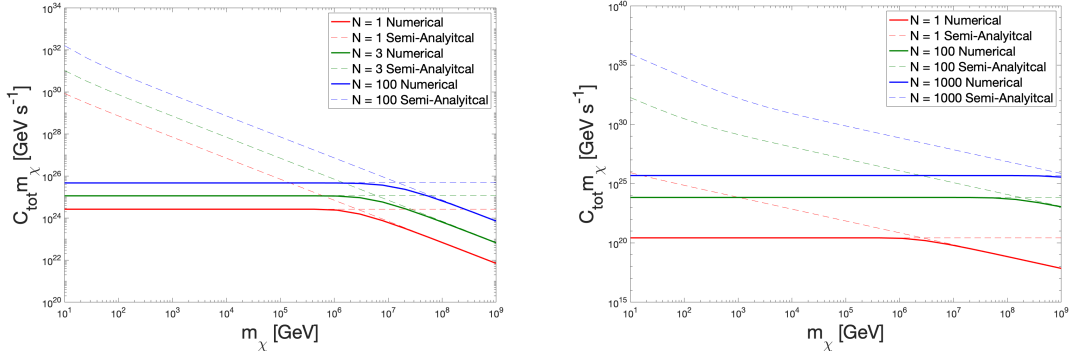 10^34
10^32
10^30
10^28
10^26
10^24
10^22
10^20
C_tot m_χ [GeV s^-1]
N = 1 Numerical
N = 1 Semi-Analyitcal
N = 3 Numerical
N = 3 Semi-Analyitcal
N = 100 Numerical
N = 100 Semi-Analyitcal
10^1 10^2 10^3 10^4 10^5 10^6 10^7 10^8 10^9
m_χ [GeV]
10^40
10^35
10^30
10^25
10^20
10^15
C_tot m_χ [GeV s^-1]
N = 1 Numerical
N = 1 Semi-Analyitcal
N = 100 Numerical
N = 100 Semi-Analyitcal
N = 1000 Numerical
N = 1000 Semi-Analyitcal
10^1 10^2 10^3 10^4 10^5 10^6 10^7 10^8 10^9
m_χ [GeV]